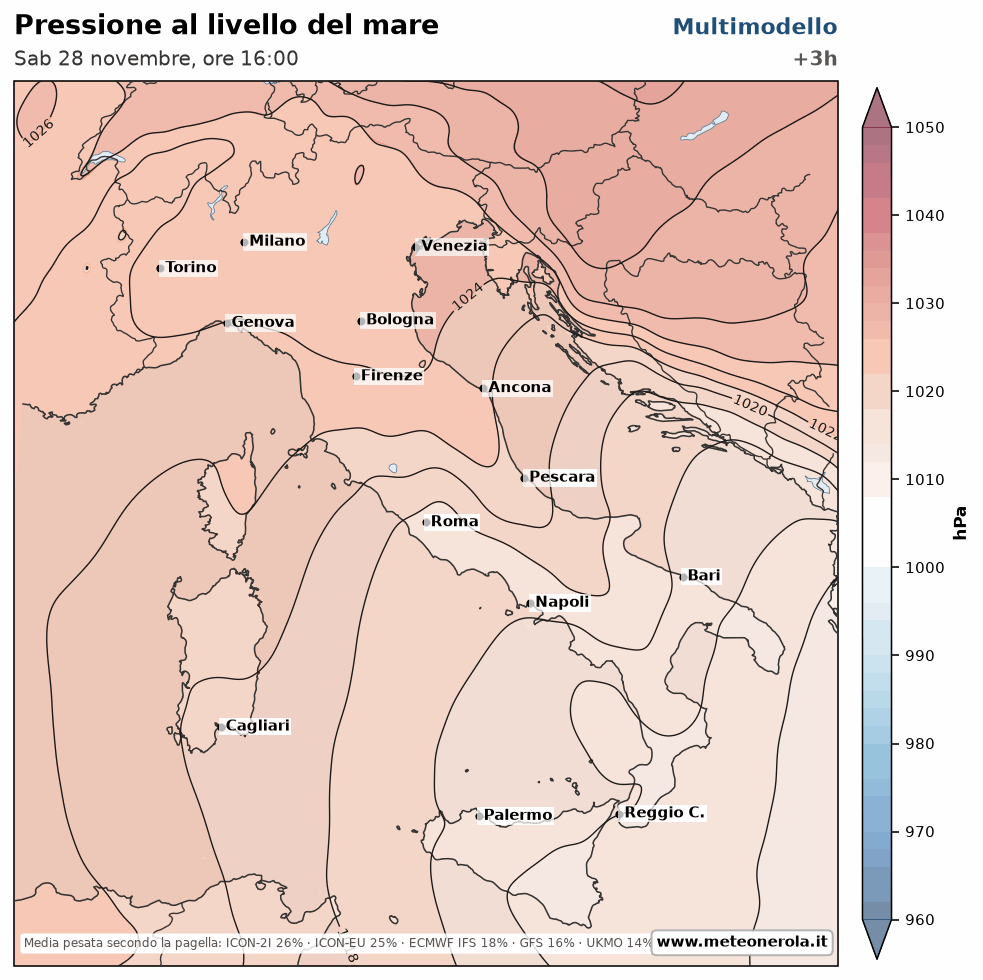 Pressione al livello del mare
Multimodello
Sab 28 novembre, ore 16:00
+3h
1026
1050
1040
1030
1020
1010
1000
990
980
970
960
hPa
Milano
Venezia
Torino
1024
Genova
Bologna
Firenze
Ancona
1020
Pescara
Roma
Bari
Napoli
Cagliari
Palermo
Reggio C.
Media pesata secondo la pagella: ICON-2I 26% · ICON-EU 25% · ECMWF IFS 18% · GFS 16% · UKMO 14%
www.meteonerola.it